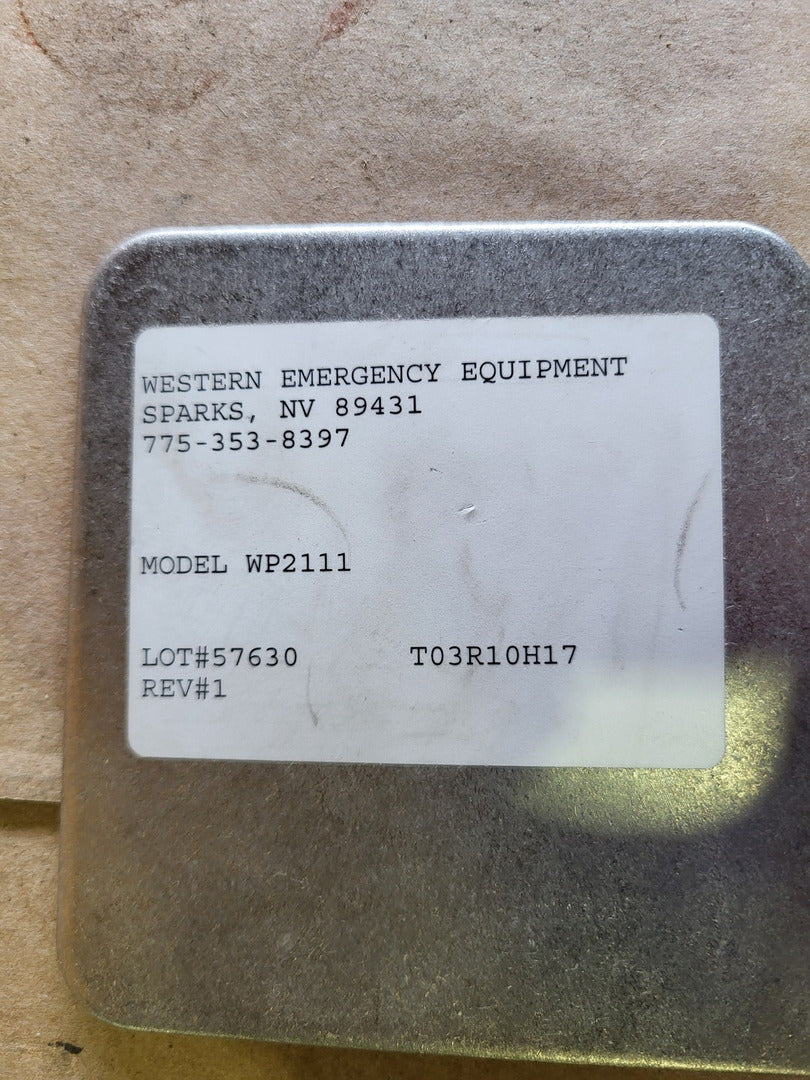 WESTERN EMERGENCY EQUIPMENT
SPARKS, NV 89431
775-353-8397
MODEL WP2111
LOT#57630 T03R10H17
REV#1